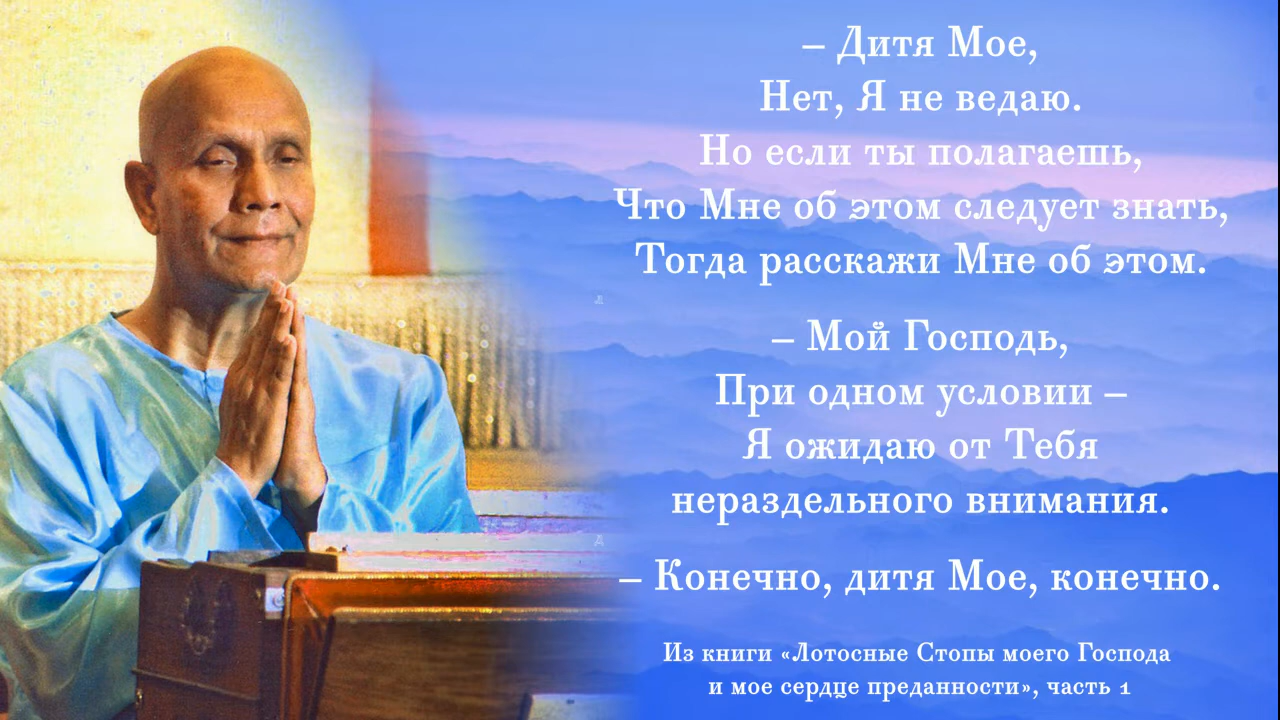 – Дитя Мое,
Нет, Я не ведаю.
Но если ты полагаешь,
Что Мне об этом следует знать,
Тогда расскажи Мне об этом.
– Мой Господь,
При одном условии –
Я ожидаю от Тебя
нераздельного внимания.
– Конечно, дитя Мое, конечно.
Из книги «Лотосные Стопы моего Господа
и мое сердце преданности», часть 1